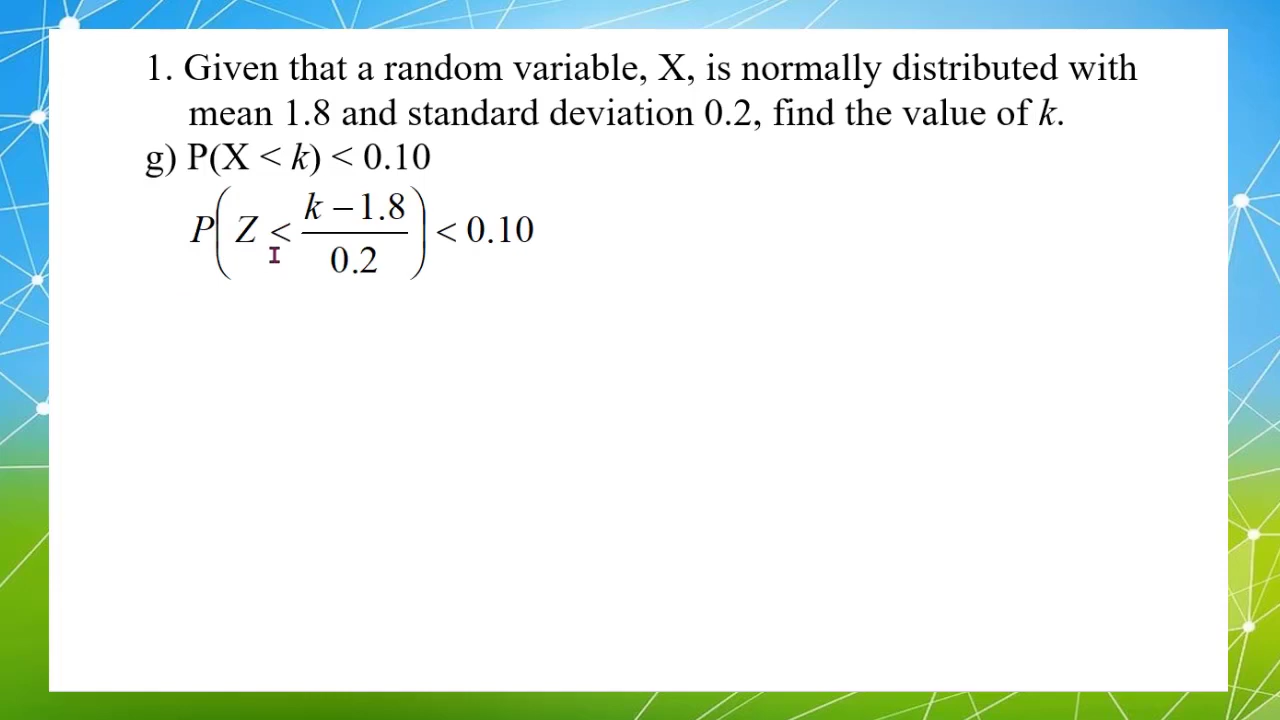 1. Given that a random variable, X, is normally distributed with
mean 1.8 and standard deviation 0.2, find the value of k.
g) P(X < k) < 0.10
P(Z < (k − 1.8)/0.2) < 0.10